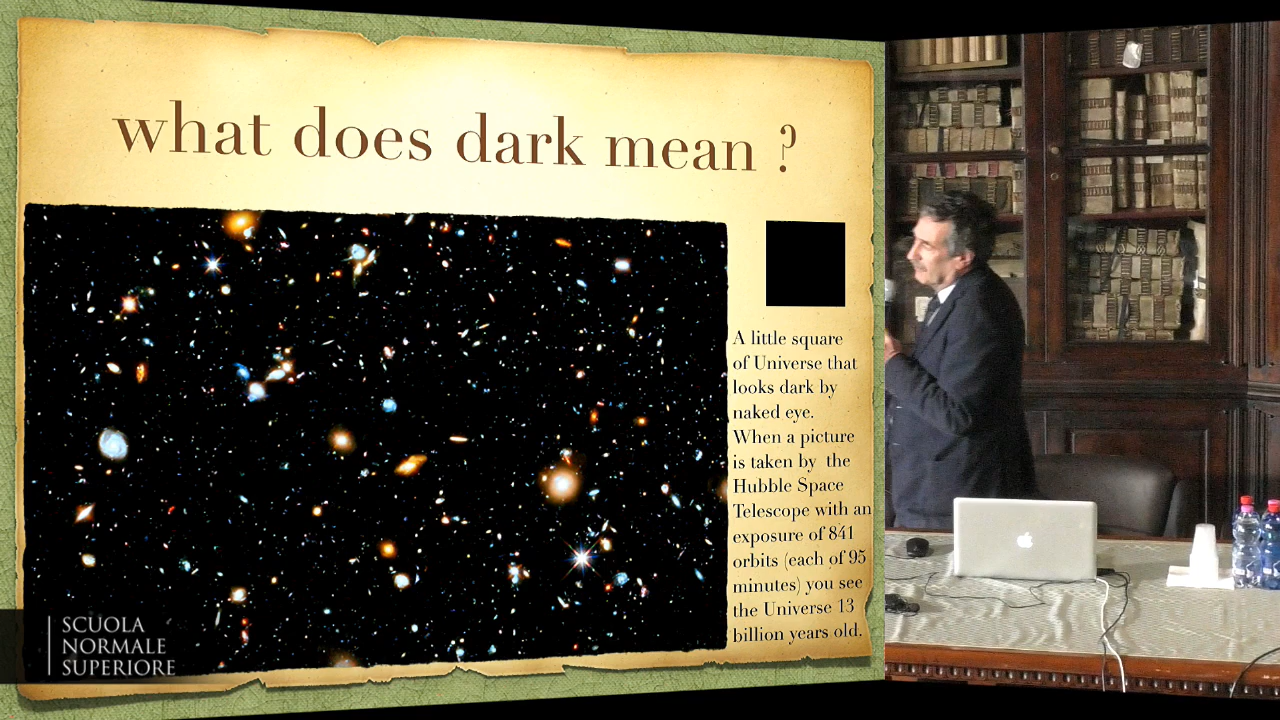 what does dark mean ?
A little square
of Universe that
looks dark by
naked eye.
When a picture
is taken by the
Hubble Space
Telescope with an
exposure of 841
orbits (each of 95
minutes) you see
the Universe 13
billion years old.
SCUOLA
NORMALE
SUPERIORE